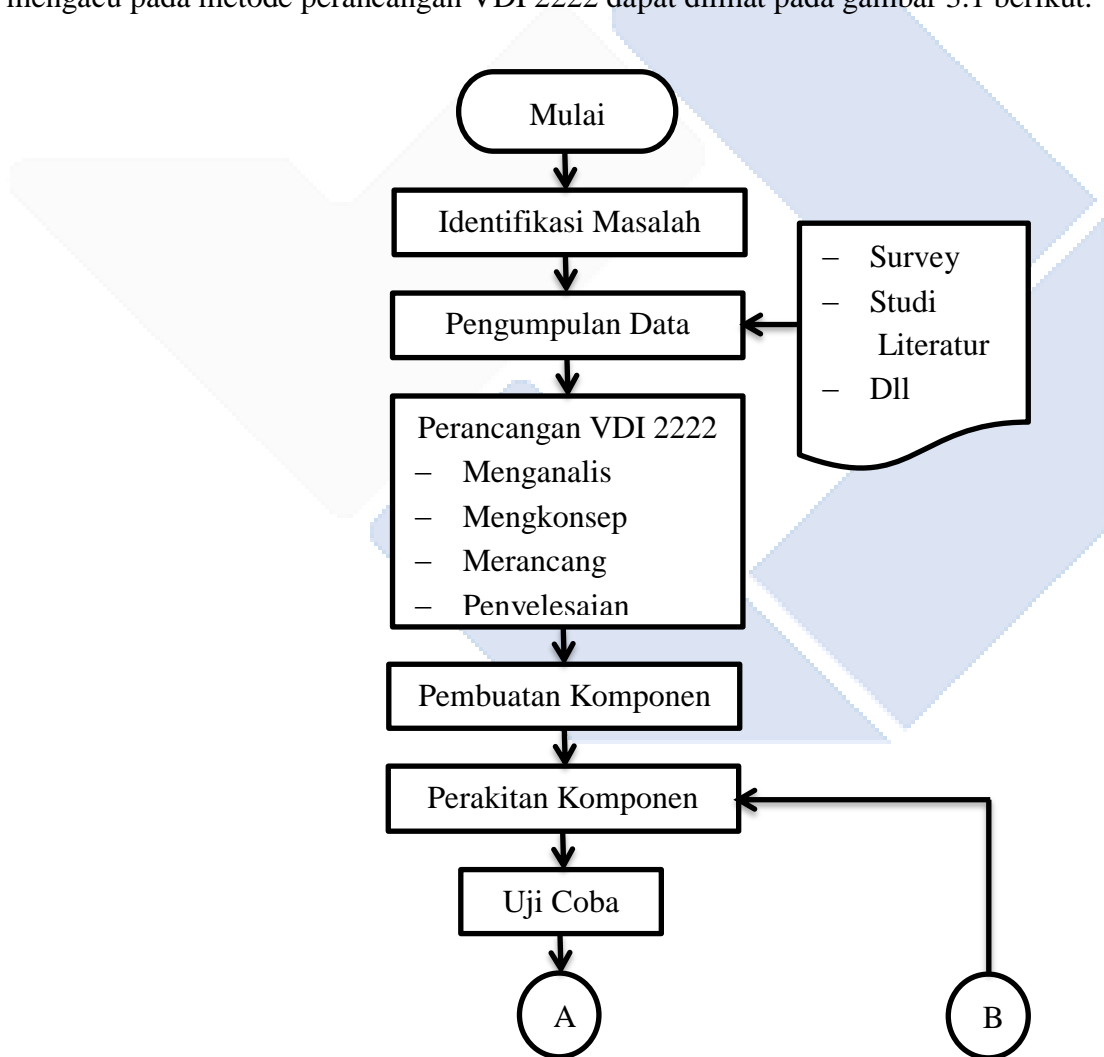 mengacu pada metode perancangan VDI 2222 dapat dilihat pada gambar 3.1 berikut:
Mulai
Identifikasi Masalah
Pengumpulan Data
– Survey
– Studi
Literatur
– Dll
Perancangan VDI 2222
– Menganalis
– Mengkonsep
– Merancang
– Penyelesaian
Pembuatan Komponen
Perakitan Komponen
Uji Coba
A
B